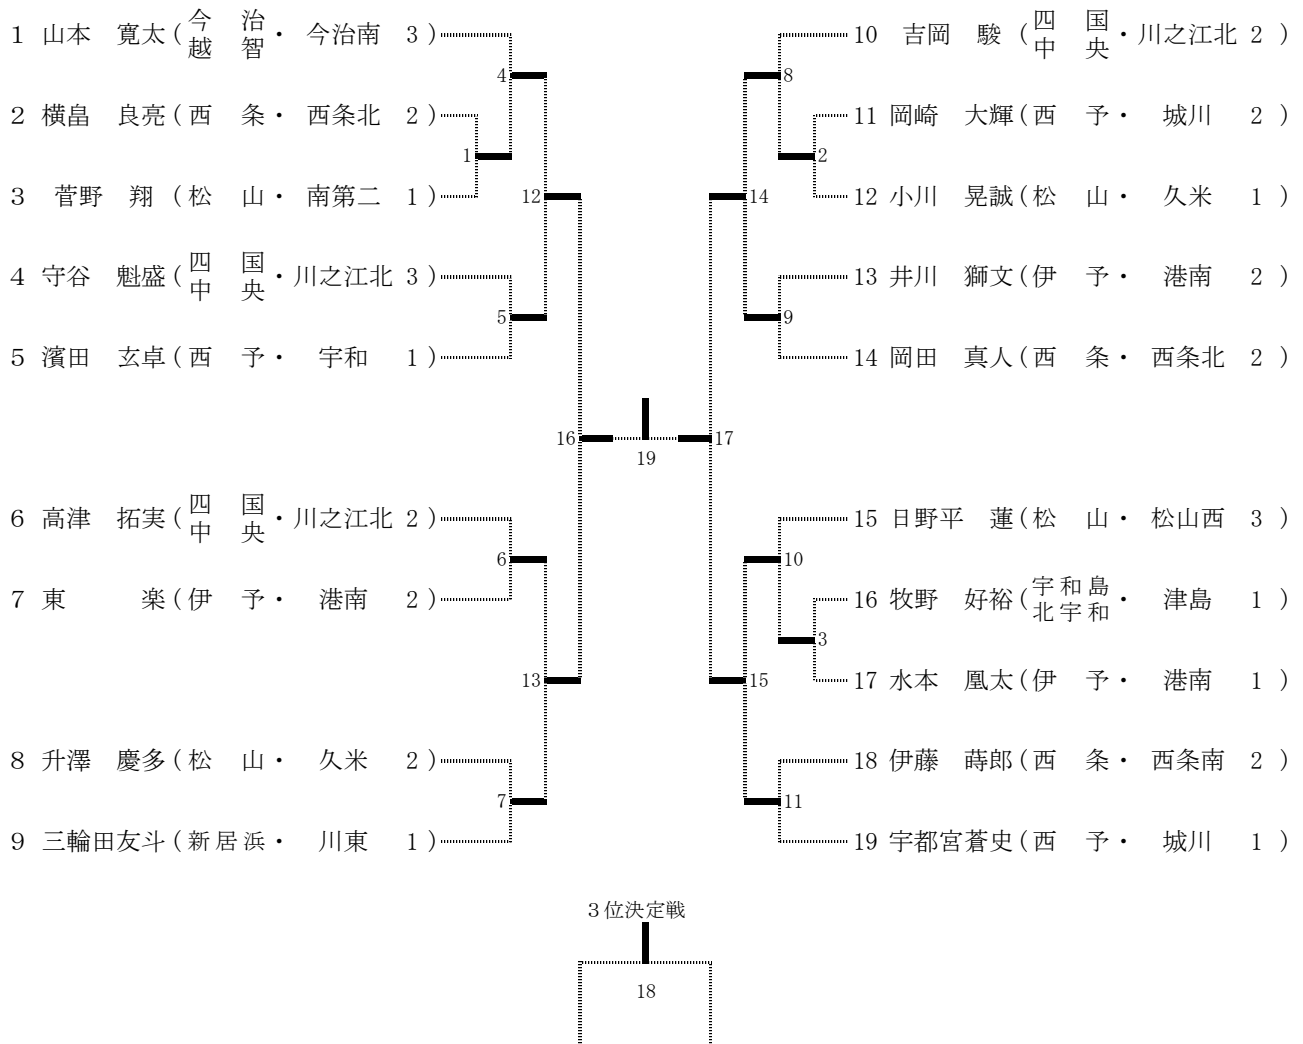 1 山本 寛太(今治越智・今治南 3)
2 横畠 良亮(西条・西条北 2)
3 菅野 翔(松山・南第二 1)
4 守谷 魁盛(四国中央・川之江北 3)
5 濱田 玄卓(西予・宇和 1)
6 高津 拓実(四国中央・川之江北 2)
7 東 楽(伊予・港南 2)
8 升澤 慶多(松山・久米 2)
9 三輪田友斗(新居浜・川東 1)
4
1
12
5
16
6
13
7
19
10 吉岡 駿(四国中央・川之江北 2)
11 岡崎 大輝(西予・城川 2)
12 小川 晃誠(松山・久米 1)
13 井川 獅文(伊予・港南 2)
14 岡田 真人(西条・西条北 2)
15 日野平 蓮(松山・松山西 3)
16 牧野 好裕(宇和島北宇和・津島 1)
17 水本 凰太(伊予・港南 1)
18 伊藤 蒔郎(西条・西条南 2)
19 宇都宮蒼史(西予・城川 1)
8
2
14
9
17
10
3
15
11
3位決定戦
18